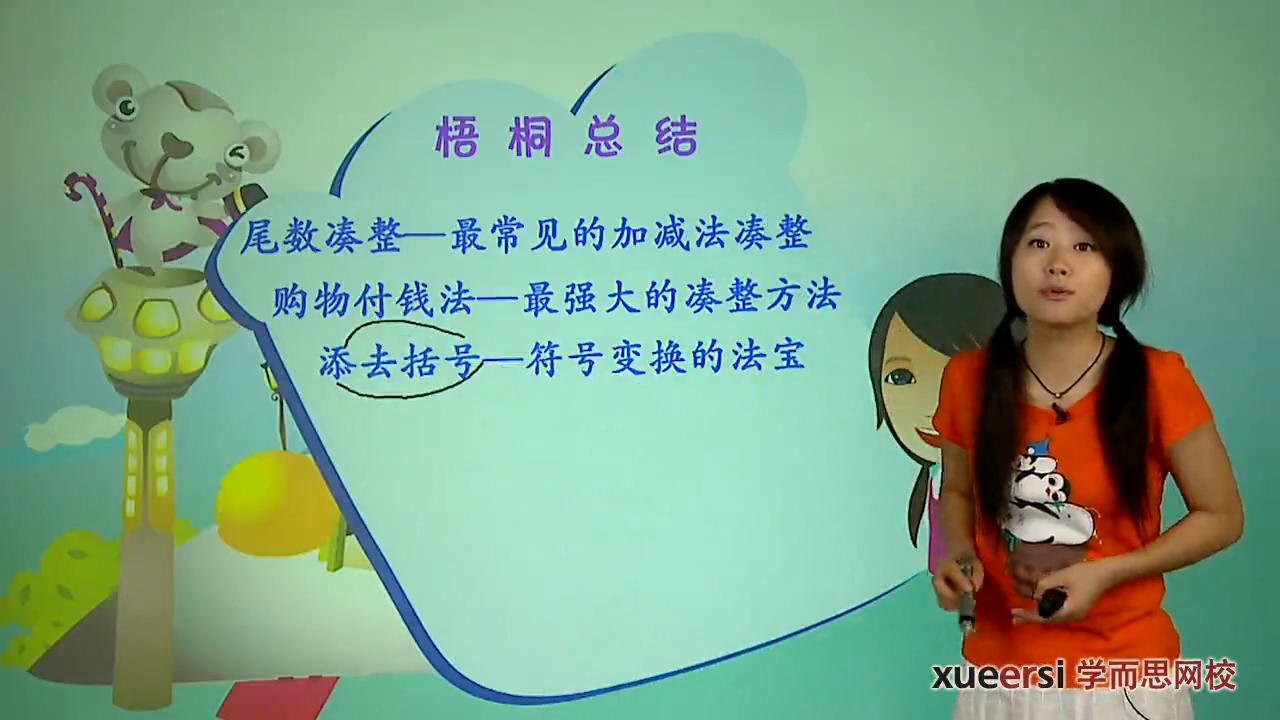 梧桐总结
尾数凑整—最常见的加减法凑整
购物付钱法—最强大的凑整方法
添去括号—符号变换的法宝
xueersi 学而思网校